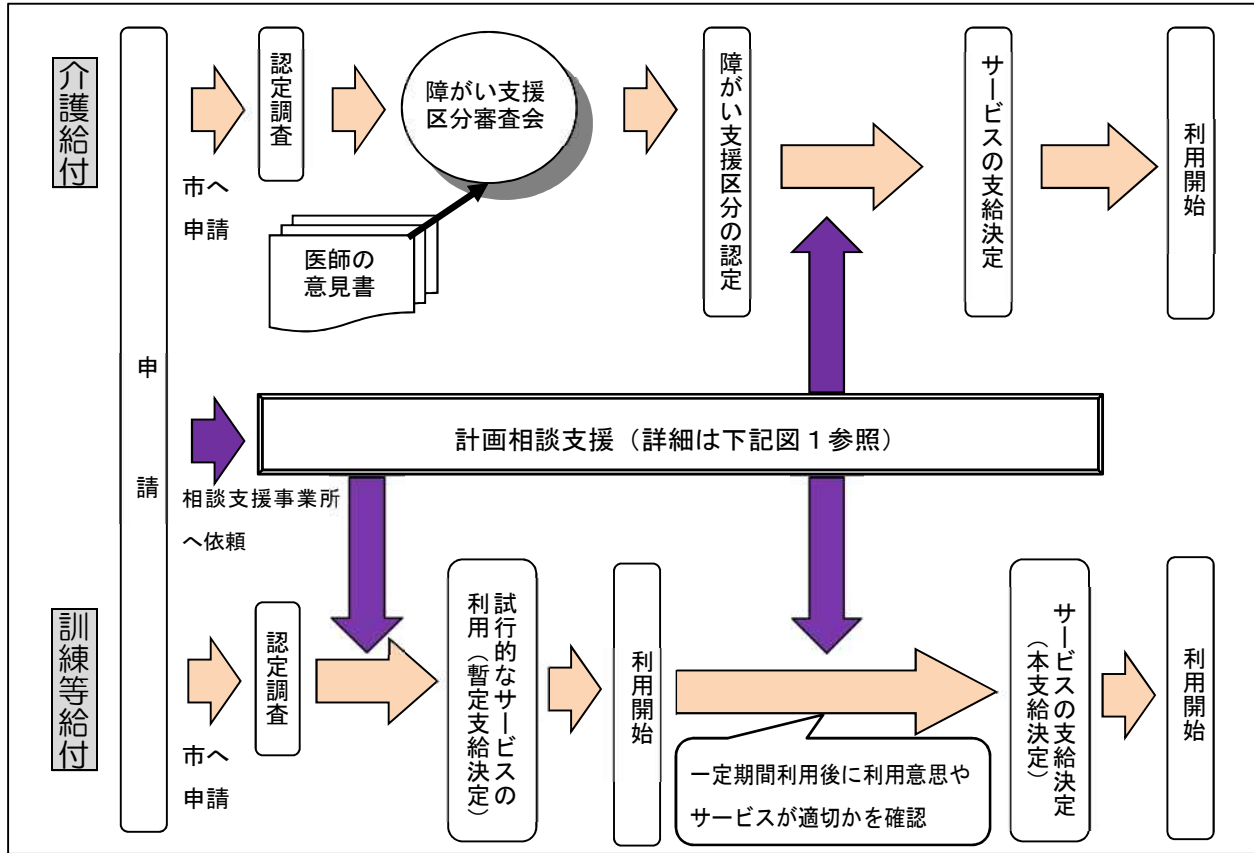 介護給付
申請
市へ
申請
認定調査
障がい支援
区分審査会
医師の
意見書
障がい支援区分の認定
サービスの支給決定
利用開始
相談支援事業所
へ依頼
計画相談支援（詳細は下記図１参照）
訓練等給付
市へ
申請
認定調査
試行的なサービスの
利用（暫定支給決定）
利用開始
一定期間利用後に利用意思や
サービスが適切かを確認
サービスの支給決定
（本支給決定）
利用開始